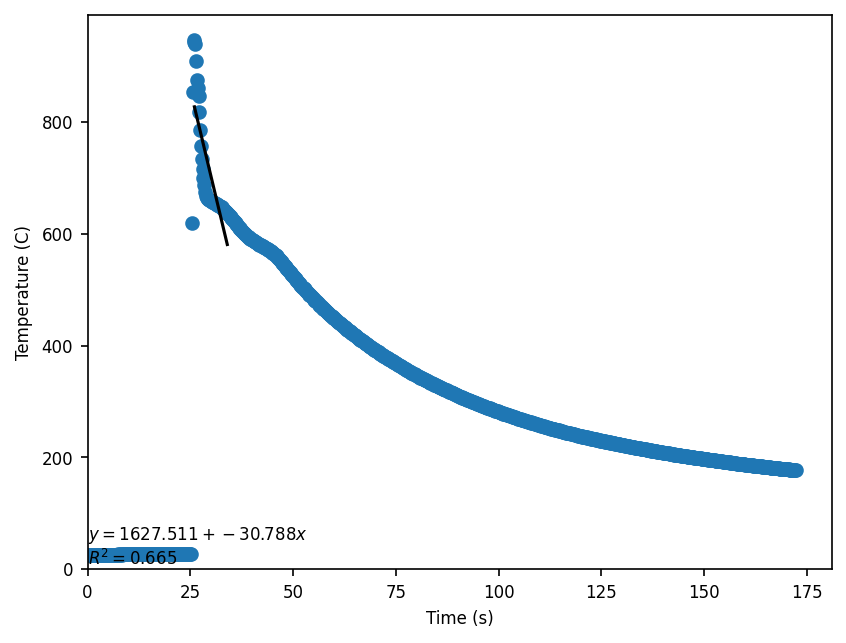 800
600
400
200
0
Temperature (C)
y = 1627.511 + −30.788x
R² = 0.665
0 25 50 75 100 125 150 175
Time (s)